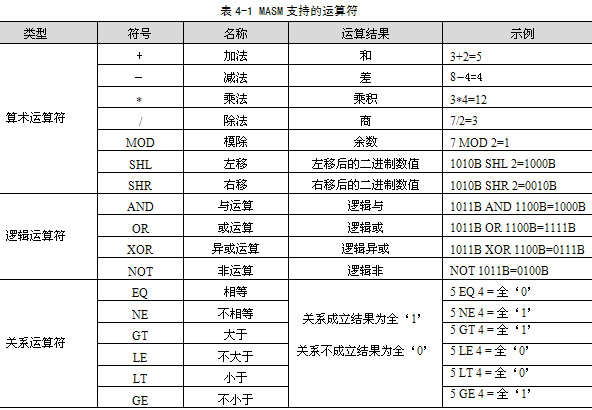 表 4-1 MASM 支持的运算符
类型 符号 名称 运算结果 示例
算术运算符
+ 加法 和 3+2=5
− 减法 差 8−4=4
* 乘法 乘积 3*4=12
/ 除法 商 7/2=3
MOD 模除 余数 7 MOD 2=1
SHL 左移 左移后的二进制数值 1010B SHL 2=1000B
SHR 右移 右移后的二进制数值 1010B SHR 2=0010B
逻辑运算符
AND 与运算 逻辑与 1011B AND 1100B=1000B
OR 或运算 逻辑或 1011B OR 1100B=1111B
XOR 异或运算 逻辑异或 1011B XOR 1100B=0111B
NOT 非运算 逻辑非 NOT 1011B=0100B
关系运算符
EQ 相等 5 EQ 4 = 全‘0’
NE 不相等 5 NE 4 = 全‘1’
关系成立结果为全‘1’
GT 大于 5 GT 4 = 全‘1’
关系不成立结果为全‘0’
LE 不大于 5 LE 4 = 全‘0’
LT 小于 5 LT 4 = 全‘0’
GE 不小于 5 GE 4 = 全‘1’